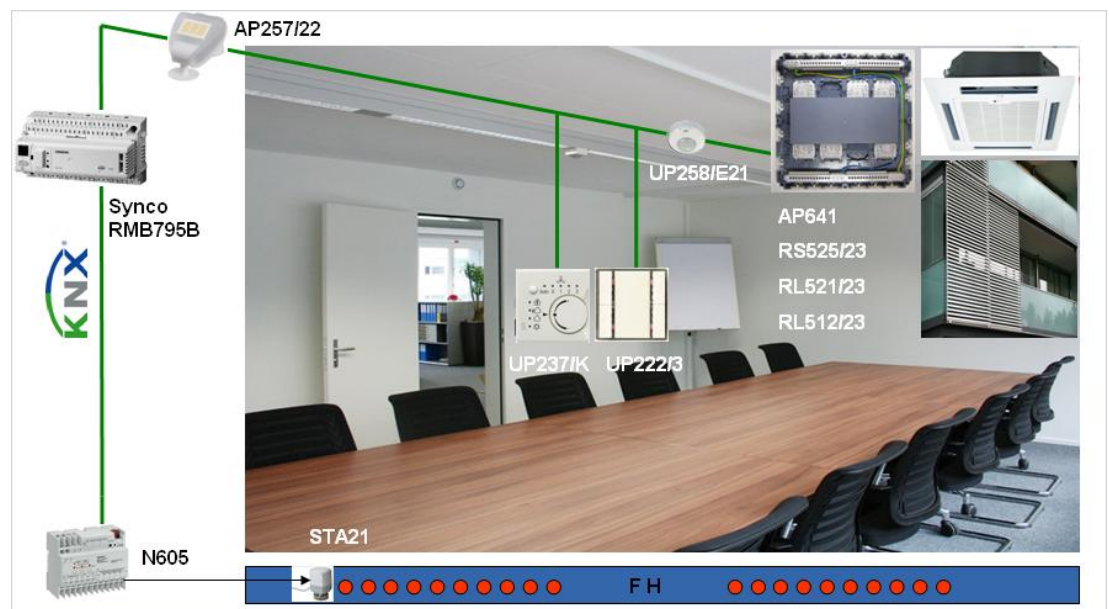 AP257/22
UP258/E21
Synco
RMB795B
KNX
AP641
RS525/23
RL521/23
RL512/23
UP237/K
UP222/3
STA21
N605
F H